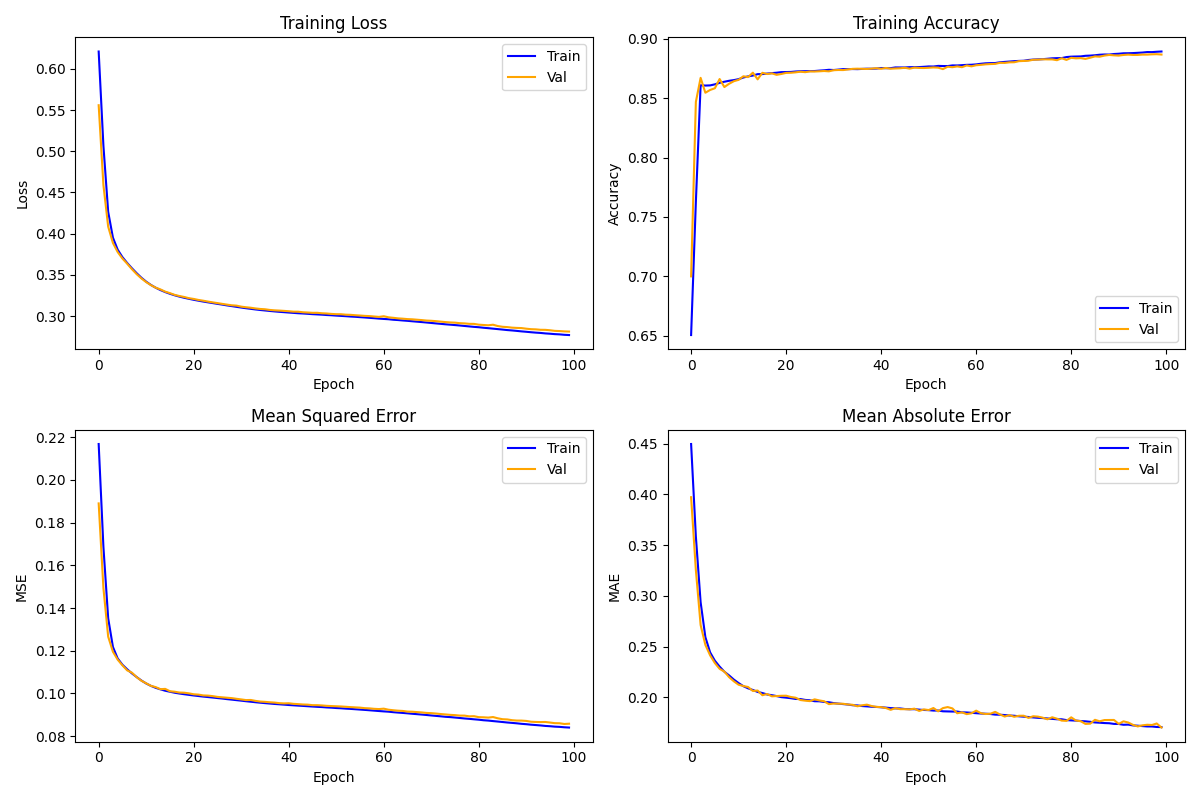 Training Loss
Loss
0.60
0.55
0.50
0.45
0.40
0.35
0.30
0 20 40 60 80 100
Epoch
Train
Val
Training Accuracy
Accuracy
0.90
0.85
0.80
0.75
0.70
0.65
0 20 40 60 80 100
Epoch
Train
Val
Mean Squared Error
MSE
0.22
0.20
0.18
0.16
0.14
0.12
0.10
0.08
0 20 40 60 80 100
Epoch
Train
Val
Mean Absolute Error
MAE
0.45
0.40
0.35
0.30
0.25
0.20
0 20 40 60 80 100
Epoch
Train
Val